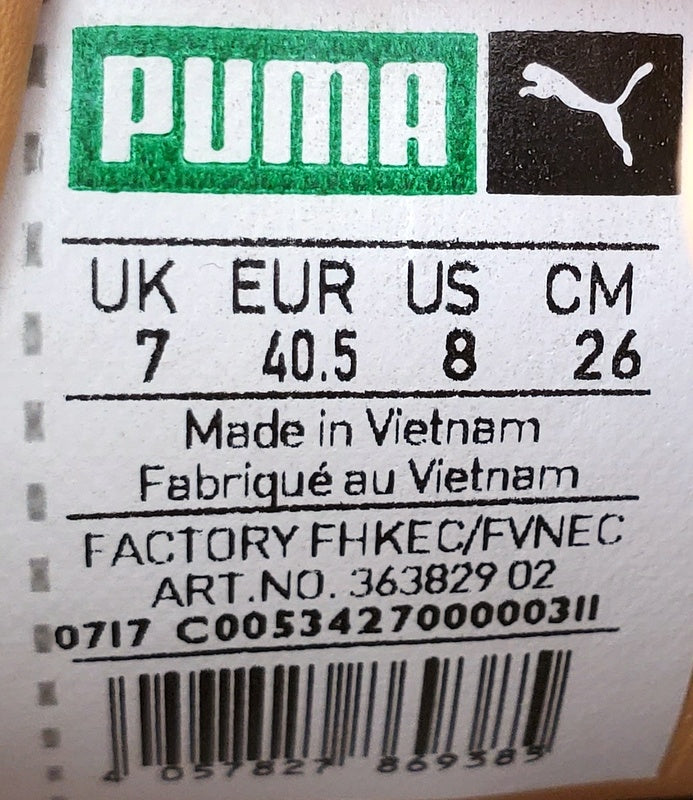 PUMA
UK EUR US CM
7 40.5 8 26
Made in Vietnam
Fabriqué au Vietnam
FACTORY FHKEC/FVNEC
ART.NO. 363829 02
0717 C005342700000311
4 057827 869385